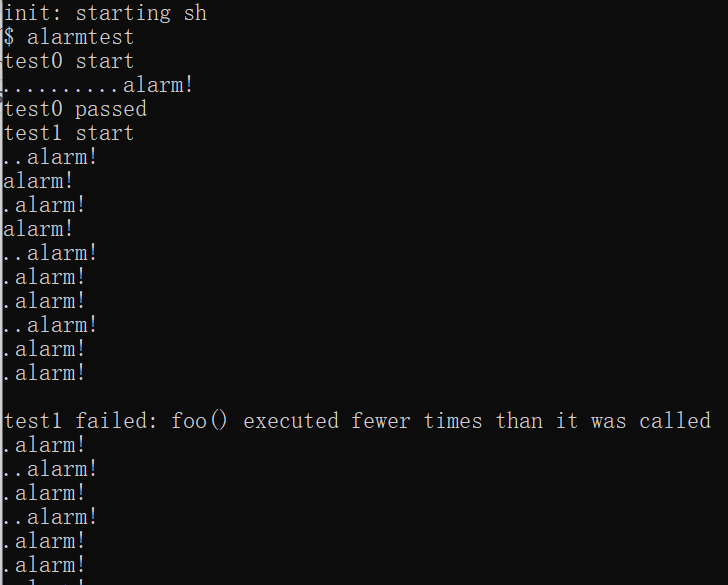 init: starting sh
$ alarmtest
test0 start
..........alarm!
test0 passed
test1 start
..alarm!
alarm!
.alarm!
alarm!
..alarm!
.alarm!
.alarm!
..alarm!
.alarm!
.alarm!
test1 failed: foo() executed fewer times than it was called
.alarm!
..alarm!
.alarm!
..alarm!
.alarm!
.alarm!